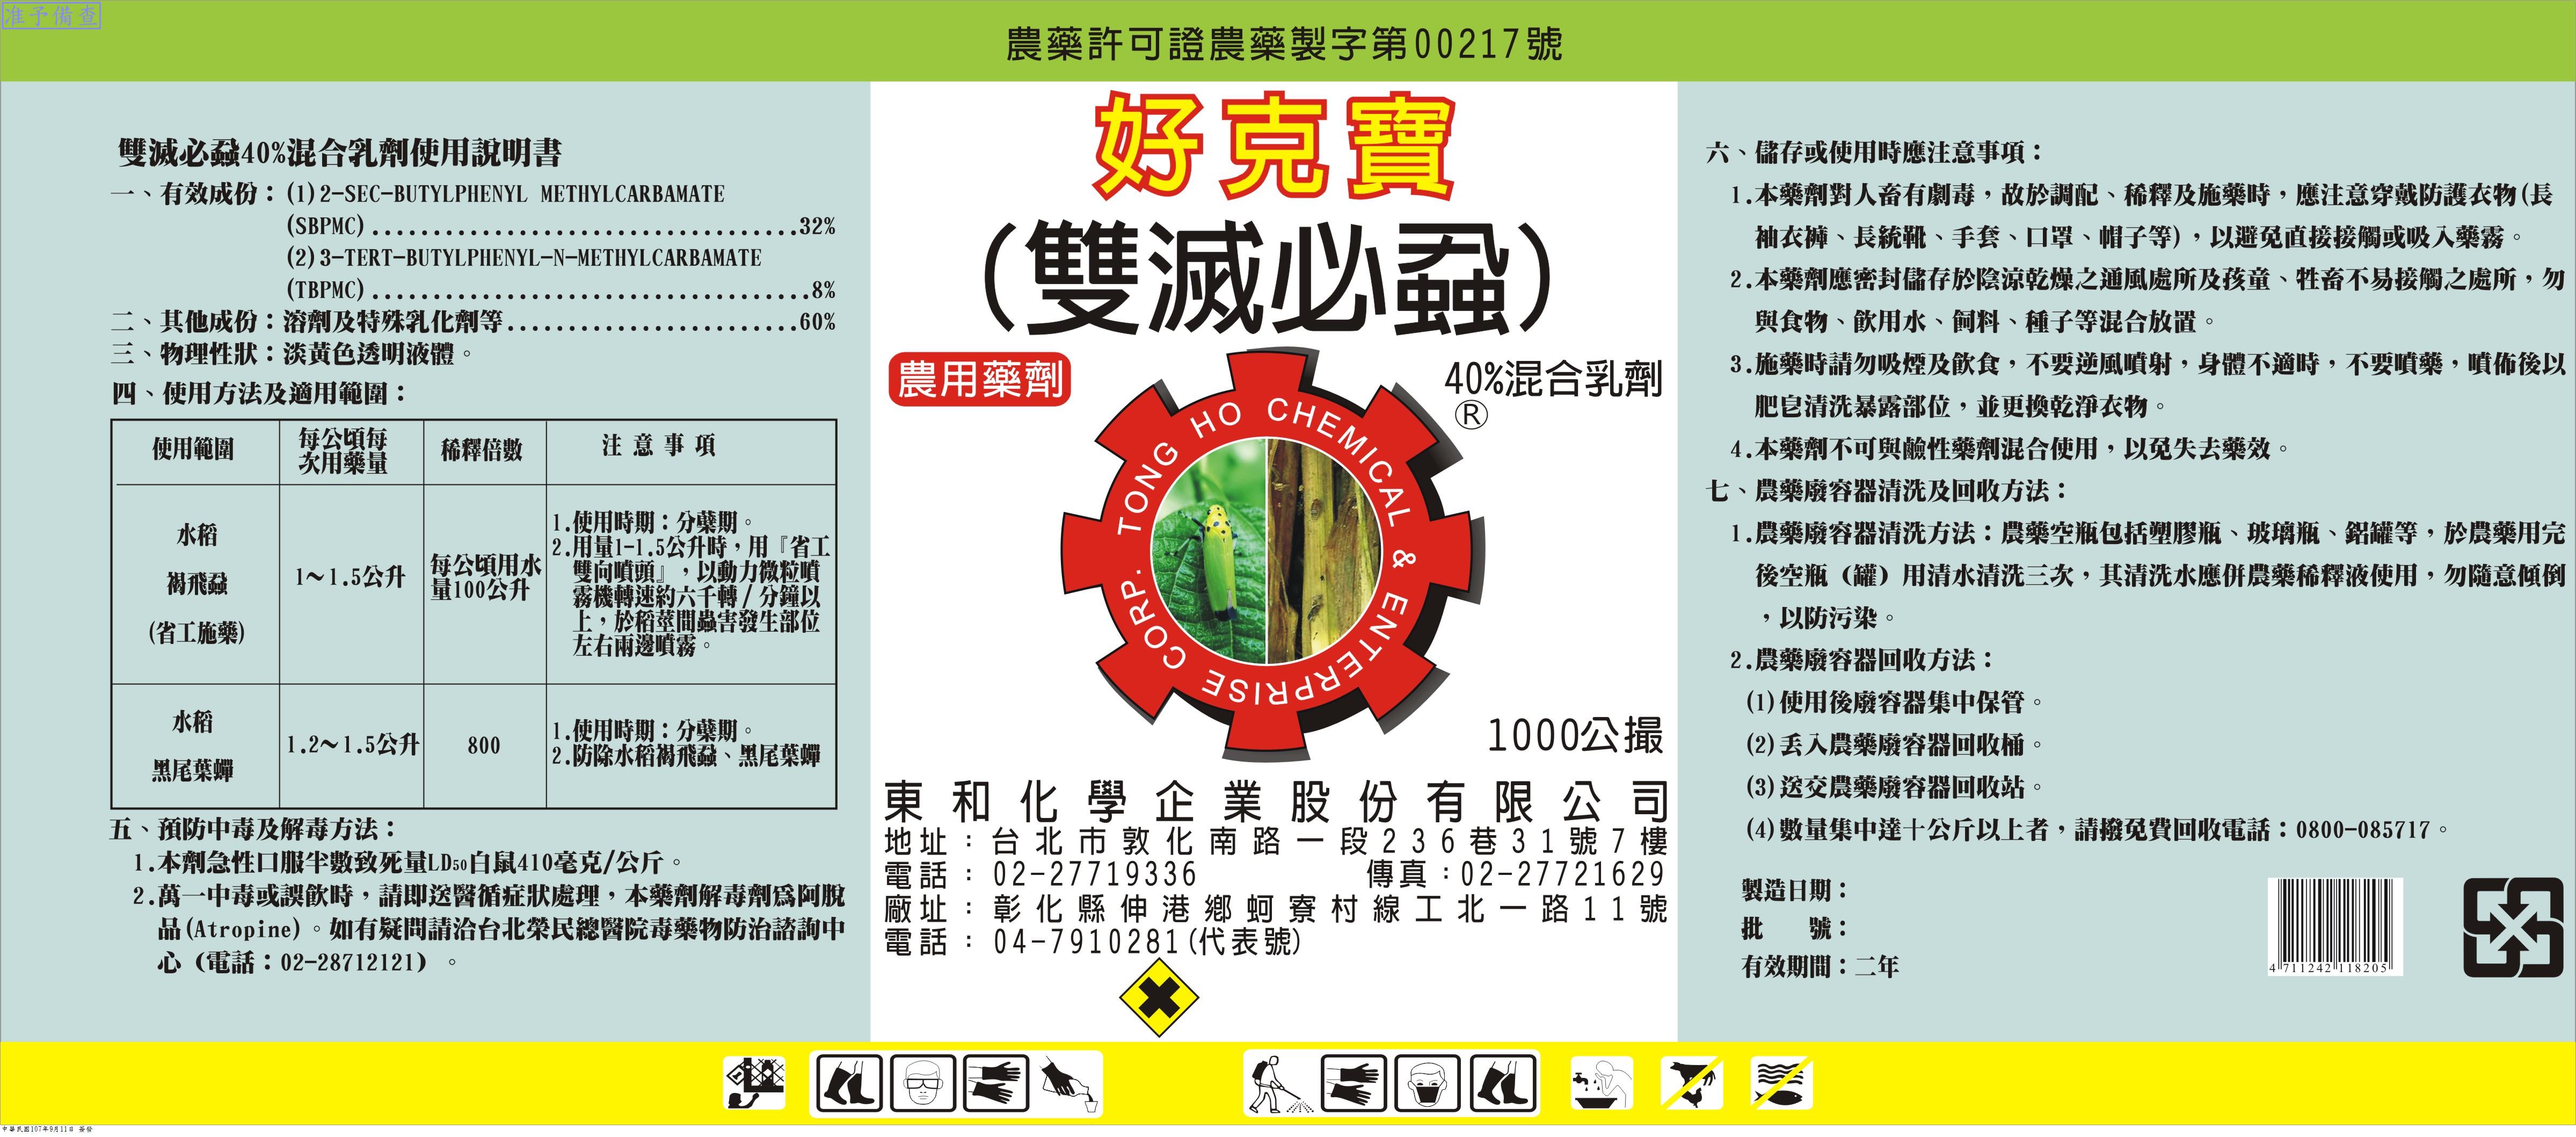 准予備查
農藥許可證農藥製字第00217號
雙滅必蝨40%混合乳劑使用說明書
一、有效成份：(1)2-SEC-BUTYLPHENYL METHYLCARBAMATE
(SBPMC)...................................32%
(2)3-TERT-BUTYLPHENYL-N-METHYLCARBAMATE
(TBPMC)....................................8%
二、其他成份：溶劑及特殊乳化劑等........................60%
三、物理性狀：淡黃色透明液體。
四、使用方法及適用範圍：
使用範圍
每公頃每
次用藥量
稀釋倍數
注意事項
水稻
褐飛蝨
(省工施藥)
1～1.5公升
每公頃用水
量100公升
1.使用時期：分蘗期。
2.用量1-1.5公升時，用『省工
雙向噴頭』，以動力微粒噴
霧機轉速約六千轉/分鐘以
上，於稻莖間蟲害發生部位
左右兩邊噴霧。
水稻
黑尾葉蟬
1.2～1.5公升
800
1.使用時期：分蘗期。
2.防除水稻褐飛蝨、黑尾葉蟬
五、預防中毒及解毒方法：
1.本劑急性口服半數致死量LD50白鼠410毫克/公斤。
2.萬一中毒或誤飲時，請即送醫循症狀處理，本藥劑解毒劑為阿脫
品(Atropine)。如有疑問請洽台北榮民總醫院毒藥物防治諮詢中
心（電話：02-28712121）。
好克寶
(雙滅必蝨)
農用藥劑
40%混合乳劑
®
TONG HO CHEMICAL & ENTERPRISE CORP.
1000公撮
東和化學企業股份有限公司
地址：台北市敦化南路一段236巷31號7樓
電話：02-27719336 傳真：02-27721629
廠址：彰化縣伸港鄉蚵寮村線工北一路11號
電話：04-7910281(代表號)
六、儲存或使用時應注意事項：
1.本藥劑對人畜有劇毒，故於調配、稀釋及施藥時，應注意穿戴防護衣物(長
袖衣褲、長統靴、手套、口罩、帽子等)，以避免直接接觸或吸入藥霧。
2.本藥劑應密封儲存於陰涼乾燥之通風處所及孩童、牲畜不易接觸之處所，勿
與食物、飲用水、飼料、種子等混合放置。
3.施藥時請勿吸煙及飲食，不要逆風噴射，身體不適時，不要噴藥，噴佈後以
肥皂清洗暴露部位，並更換乾淨衣物。
4.本藥劑不可與鹼性藥劑混合使用，以免失去藥效。
七、農藥廢容器清洗及回收方法：
1.農藥廢容器清洗方法：農藥空瓶包括塑膠瓶、玻璃瓶、鋁罐等，於農藥用完
後空瓶（罐）用清水清洗三次，其清洗水應併農藥稀釋液使用，勿隨意傾倒
，以防污染。
2.農藥廢容器回收方法：
(1)使用後廢容器集中保管。
(2)丟入農藥廢容器回收桶。
(3)送交農藥廢容器回收站。
(4)數量集中達十公斤以上者，請撥免費回收電話：0800-085717。
製造日期：
批 號：
有效期間：二年
4 711242 118205
中華民國107年9月11日 簽發